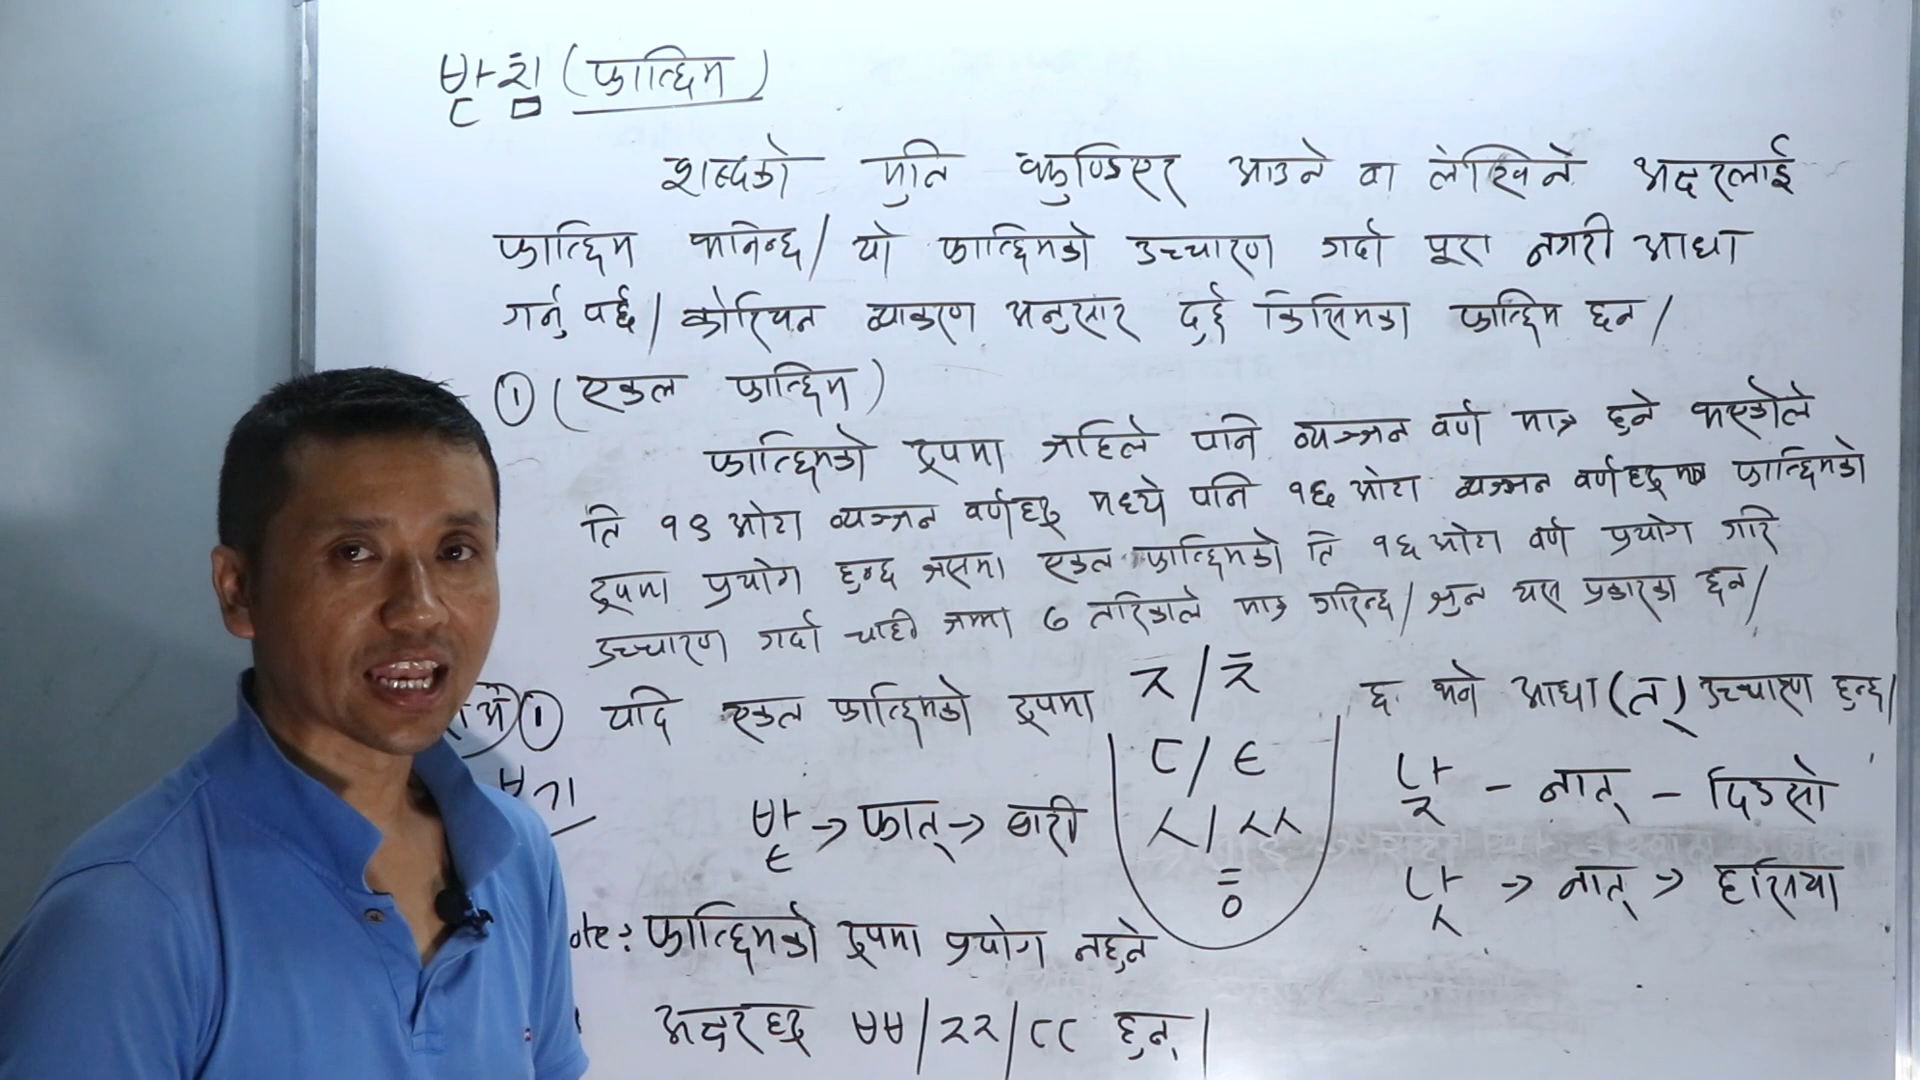 받침 (फात्छिम)
शब्दको मुनि झुण्डिएर आउने वा लेखिने अक्षरलाई
फात्छिम भनिन्छ/ यो फात्छिमको उच्चारण गर्दा पूरा नगरी आधा
गर्नु पर्छ/ कोरियन व्याकरण अनुसार दुई किसिमका फात्छिम छन/
① (एकल फात्छिम)
फात्छिमको रूपमा जहिले पनि व्यञ्जन वर्ण मात्र हुने भएकोले
ति १९ ओटा व्यञ्जन वर्णहरु मध्ये पनि १६ ओटा व्यञ्जन वर्णहरु फात्छिमको
रूपमा प्रयोग हुन्छ जसमा एकल फात्छिमको ति १६ ओटा वर्ण प्रयोग गरि
उच्चारण गर्दा चाही जम्मा ७ तरिकाले मात्र गरिन्छ/ जुन यस प्रकारका छन/
① यदि एकल फात्छिमको रूपमा ㅈ/ㅊ छ भने आधा (त्) उच्चारण हुन्छ/
ㄷ/ㅌ
ㅅ/ㅆ
ㅎ
밭 → फात् → बारी
낮 - नात् - दिउसो
낫 → नात् → हसिया
ote: फात्छिमको रूपमा प्रयोग नहुने
अक्षरहरु ㅃ/ㅉ/ㄸ हुन्/